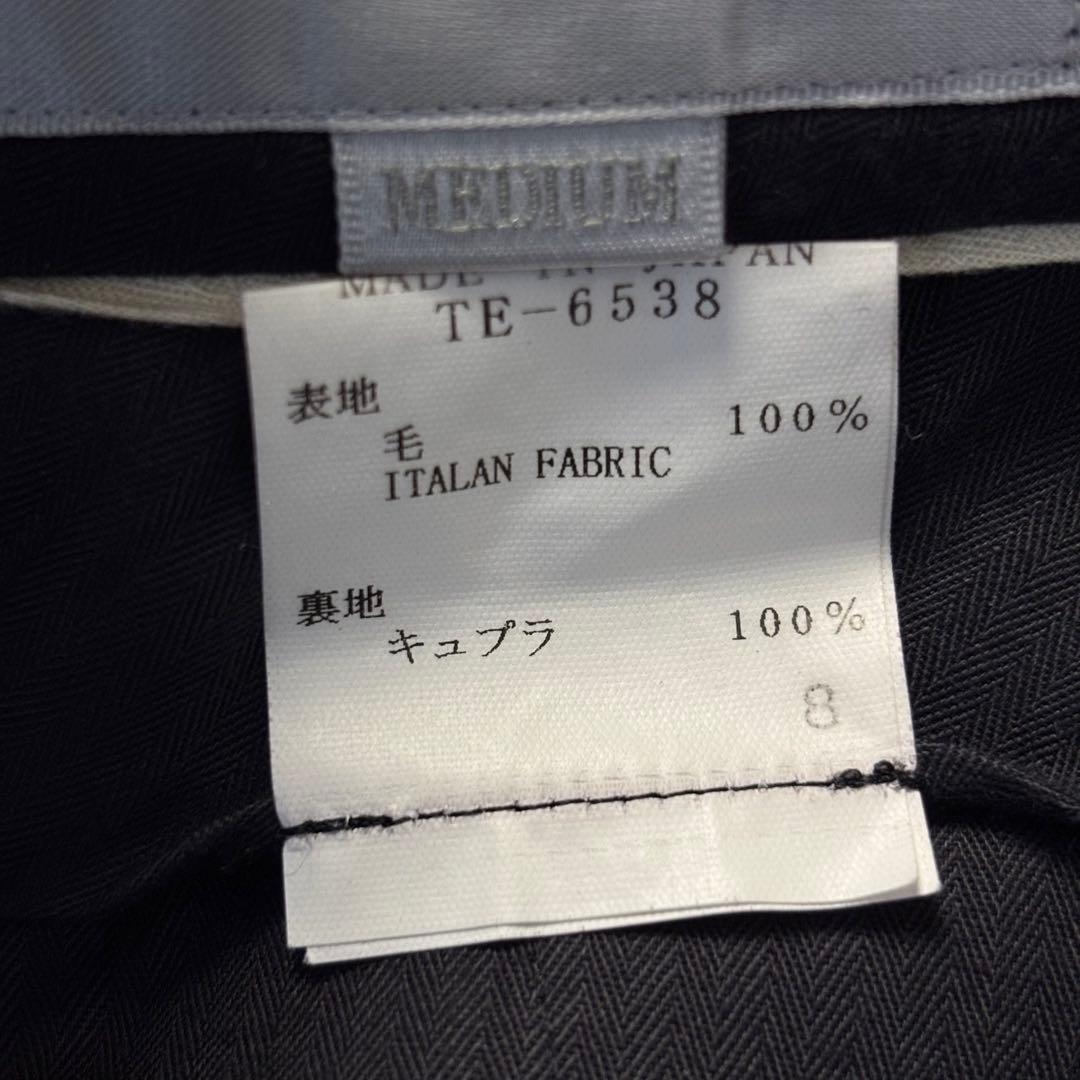 MEDIUM
MADE IN JAPAN
TE-6538
表地
毛 100%
ITALAN FABRIC
裏地
キュプラ 100%
8